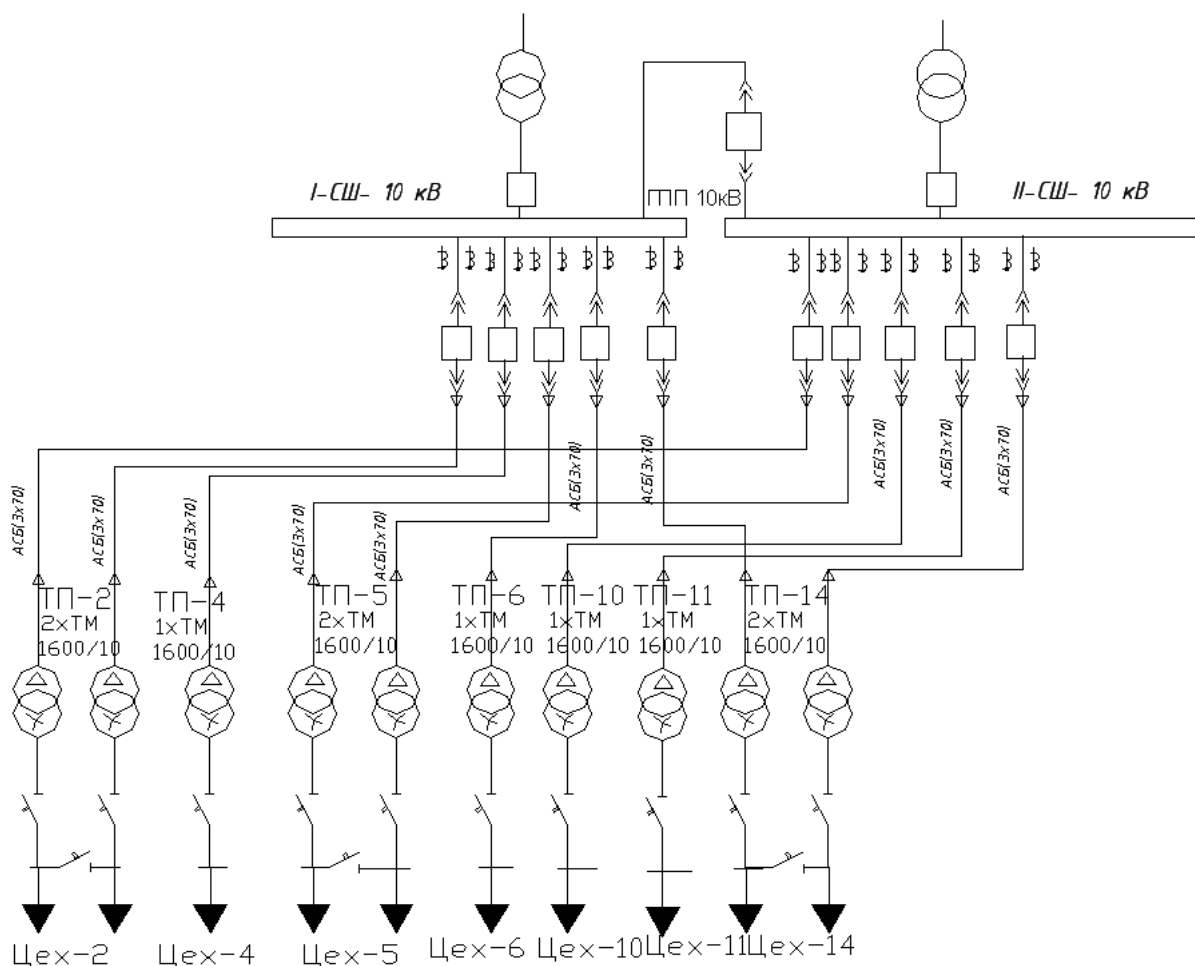 I-СШ- 10 кВ
ГПП 10кВ
II-СШ- 10 кВ
АСБ(3х70)
АСБ(3х70)
АСБ(3х70)
АСБ(3х70)
АСБ(3х70)
АСБ(3х70)
АСБ(3х70)
АСБ(3х70)
АСБ(3х70)
АСБ(3х70)
ТП-2
2хТМ
1600/10
ТП-4
1хТМ
1600/10
ТП-5
2хТМ
1600/10
ТП-6
1хТМ
1600/10
ТП-10
1хТМ
1600/10
ТП-11
1хТМ
1600/10
ТП-14
2хТМ
1600/10
Цех-2
Цех-4
Цех-5
Цех-6
Цех-10
Цех-11
Цех-14